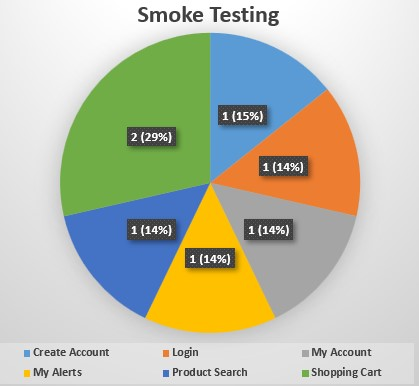 Smoke Testing
1 (15%)
2 (29%)
1 (14%)
1 (14%)
1 (14%)
1 (14%)
Create Account Login My Account
My Alerts Product Search Shopping Cart